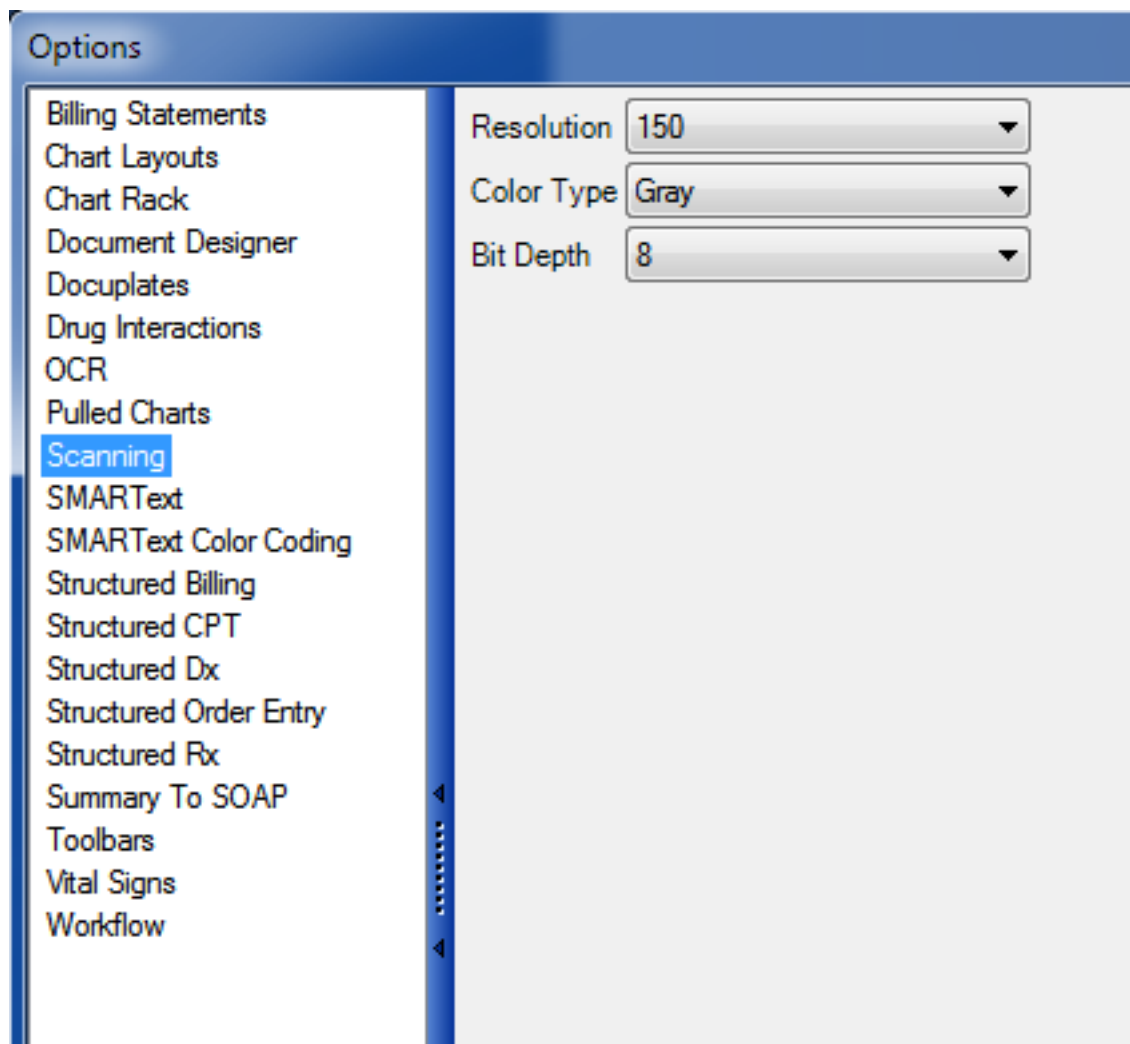 Options
Billing Statements
Chart Layouts
Chart Rack
Document Designer
Docuplates
Drug Interactions
OCR
Pulled Charts
Scanning
SMARText
SMARText Color Coding
Structured Billing
Structured CPT
Structured Dx
Structured Order Entry
Structured Rx
Summary To SOAP
Toolbars
Vital Signs
Workflow
Resolution 150
Color Type Gray
Bit Depth 8